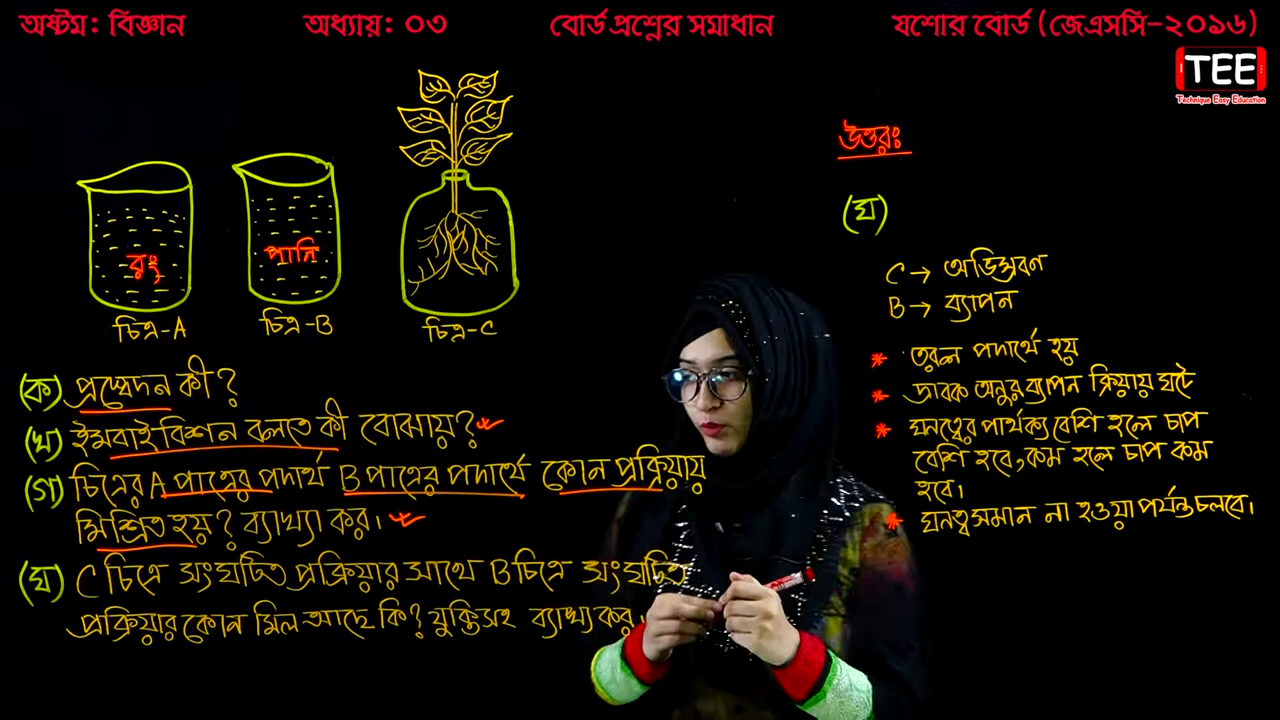 অষ্টম: বিজ্ঞান
অধ্যায়: ০৩
বোর্ড প্রশ্নের সমাধান
যশোর বোর্ড (জেএসসি-২০১৬)
TEE
Technique Easy Education
রং
পানি
চিত্র-A
চিত্র-B
চিত্র-C
(ক) প্রস্বেদন কী?
(খ) ইমবাইবিশন বলতে কী বোঝায়?
(গ) চিত্রের A পাত্রের পদার্থ B পাত্রের পদার্থে কোন প্রক্রিয়ায়
মিশ্রিত হয়? ব্যাখ্যা কর।
(ঘ) C চিত্রে সংঘটিত প্রক্রিয়ার সাথে B চিত্রে সংঘটিত
প্রক্রিয়ার কোন মিল আছে কি? যুক্তিসহ ব্যাখ্য কর।
উত্তরঃ
(ঘ)
C → অভিস্রবণ
B → ব্যাপন
* তরল পদার্থে হয়
* দ্রাবক অনুর ব্যাপন ক্রিয়ায় ঘটে
* ঘনত্বের পার্থক্য বেশি হলে চাপ
বেশি হবে, কম হলে চাপ কম
হবে।
* ঘনত্ব সমান না হওয়া পর্যন্ত চলবে।